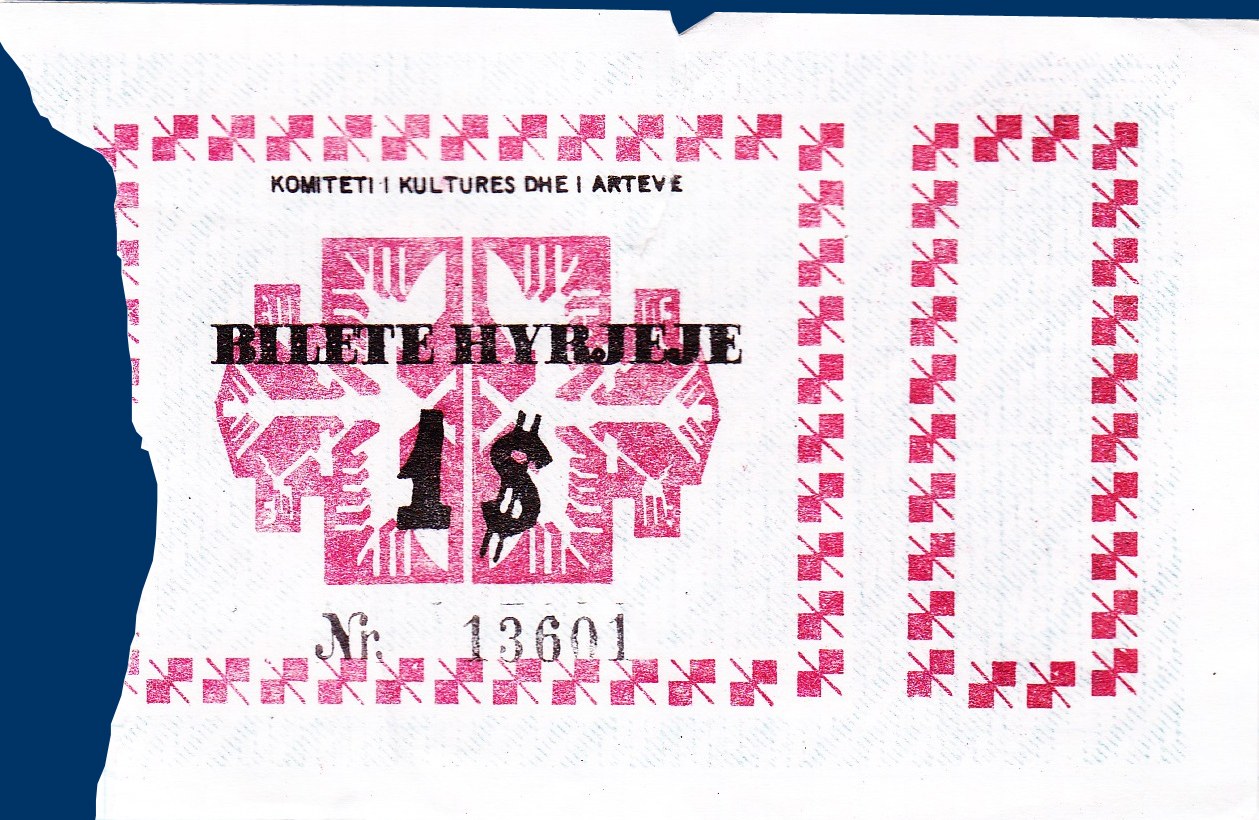 KOMITETI I KULTURES DHE I ARTEVE
BILETE HYRJEJE
1 $
Nr. 13601